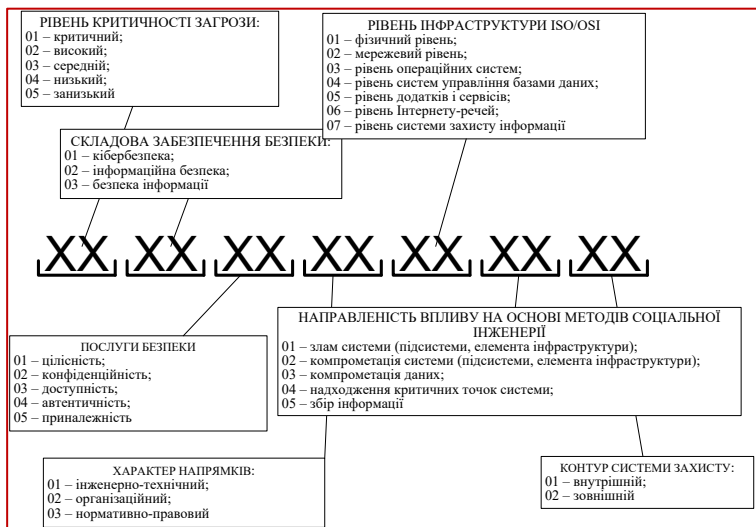 РІВЕНЬ КРИТИЧНОСТІ ЗАГРОЗИ:
01 – критичний;
02 – високий;
03 – середній;
04 – низький;
05 – занизький
РІВЕНЬ ІНФРАСТРУКТУРИ ISO/OSI
01 – фізичний рівень;
02 – мережевий рівень;
03 – рівень операційних систем;
04 – рівень систем управління базами даних;
05 – рівень додатків і сервісів;
06 – рівень Інтернету-речей;
07 – рівень системи захисту інформації
СКЛАДОВА ЗАБЕЗПЕЧЕННЯ БЕЗПЕКИ:
01 – кібербезпека;
02 – інформаційна безпека;
03 – безпека інформації
XX XX XX XX XX XX XX
ПОСЛУГИ БЕЗПЕКИ
01 – цілісність;
02 – конфіденційність;
03 – доступність;
04 – автентичність;
05 – приналежність
НАПРАВЛЕНІСТЬ ВПЛИВУ НА ОСНОВІ МЕТОДІВ СОЦІАЛЬНОЇ
ІНЖЕНЕРІЇ
01 – злам системи (підсистеми, елемента інфраструктури);
02 – компрометація системи (підсистеми, елемента інфраструктури);
03 – компрометація даних;
04 – надходження критичних точок системи;
05 – збір інформації
ХАРАКТЕР НАПРЯМКІВ:
01 – інженерно-технічний;
02 – організаційний;
03 – нормативно-правовий
КОНТУР СИСТЕМИ ЗАХИСТУ:
01 – внутрішній;
02 – зовнішній